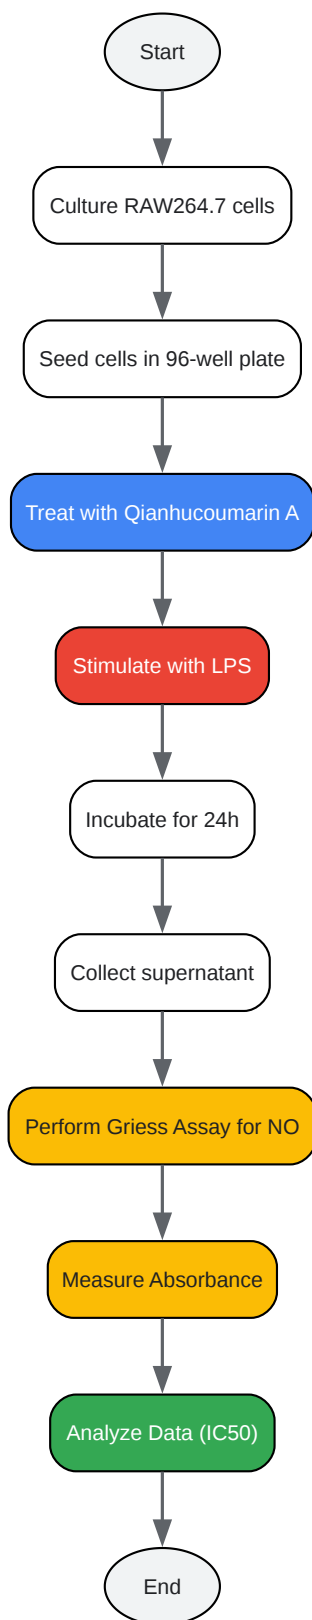 Start
Culture RAW264.7 cells
Seed cells in 96-well plate
Treat with Qianhucoumarin A
Stimulate with LPS
Incubate for 24h
Collect supernatant
Perform Griess Assay for NO
Measure Absorbance
Analyze Data (IC50)
End